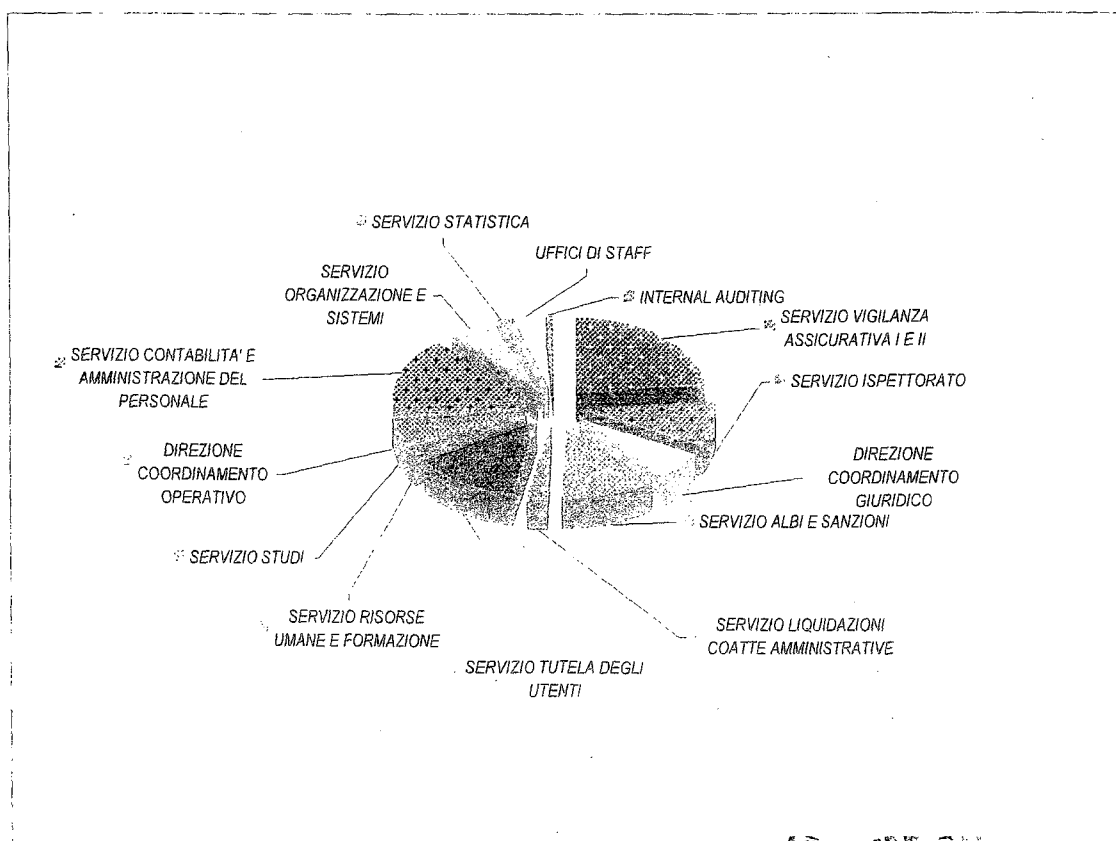 SERVIZIO STATISTICA
UFFICI DI STAFF
SERVIZIO
ORGANIZZAZIONE E
SISTEMI
INTERNAL AUDITING
SERVIZIO VIGILANZA
ASSICURATIVA I E II
SERVIZIO CONTABILITA' E
AMMINISTRAZIONE DEL
PERSONALE
SERVIZIO ISPETTORATO
DIREZIONE
COORDINAMENTO
OPERATIVO
DIREZIONE
COORDINAMENTO
GIURIDICO
SERVIZIO ALBI E SANZIONI
SERVIZIO STUDI
SERVIZIO RISORSE
UMANE E FORMAZIONE
SERVIZIO LIQUIDAZIONI
COATTE AMMINISTRATIVE
SERVIZIO TUTELA DEGLI
UTENTI